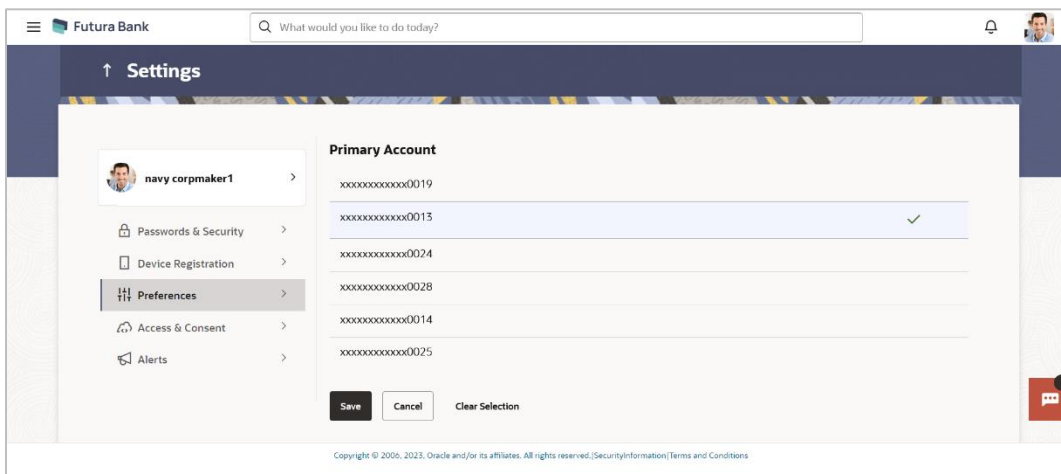 Futura Bank
What would you like to do today?
↑ Settings
navy corpmaker1
Passwords & Security
Device Registration
Preferences
Access & Consent
Alerts
Primary Account
xxxxxxxxxxxx0019
xxxxxxxxxxxx0013
xxxxxxxxxxxx0024
xxxxxxxxxxxx0028
xxxxxxxxxxxx0014
xxxxxxxxxxxx0025
Save Cancel Clear Selection
Copyright © 2006, 2023, Oracle and/or its affiliates. All rights reserved.|SecurityInformation|Terms and Conditions